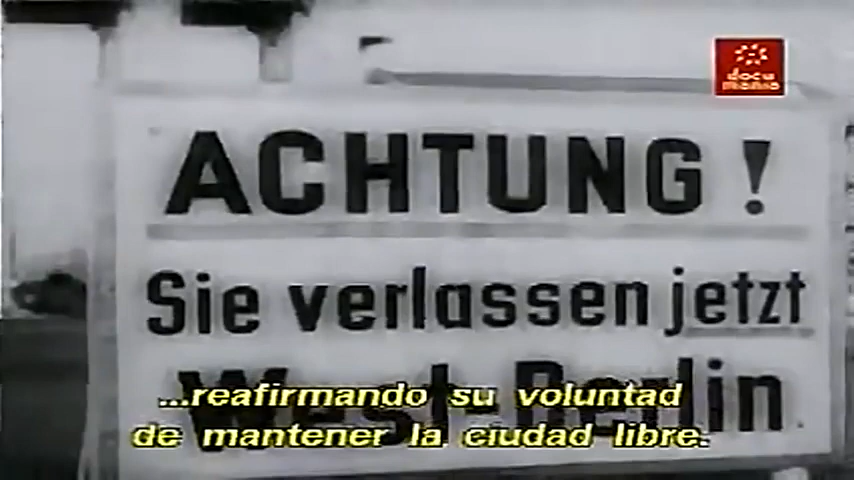 docu
mania
ACHTUNG !
Sie verlassen jetzt
West-Berlin
...reafirmando su voluntad
de mantener la ciudad libre.